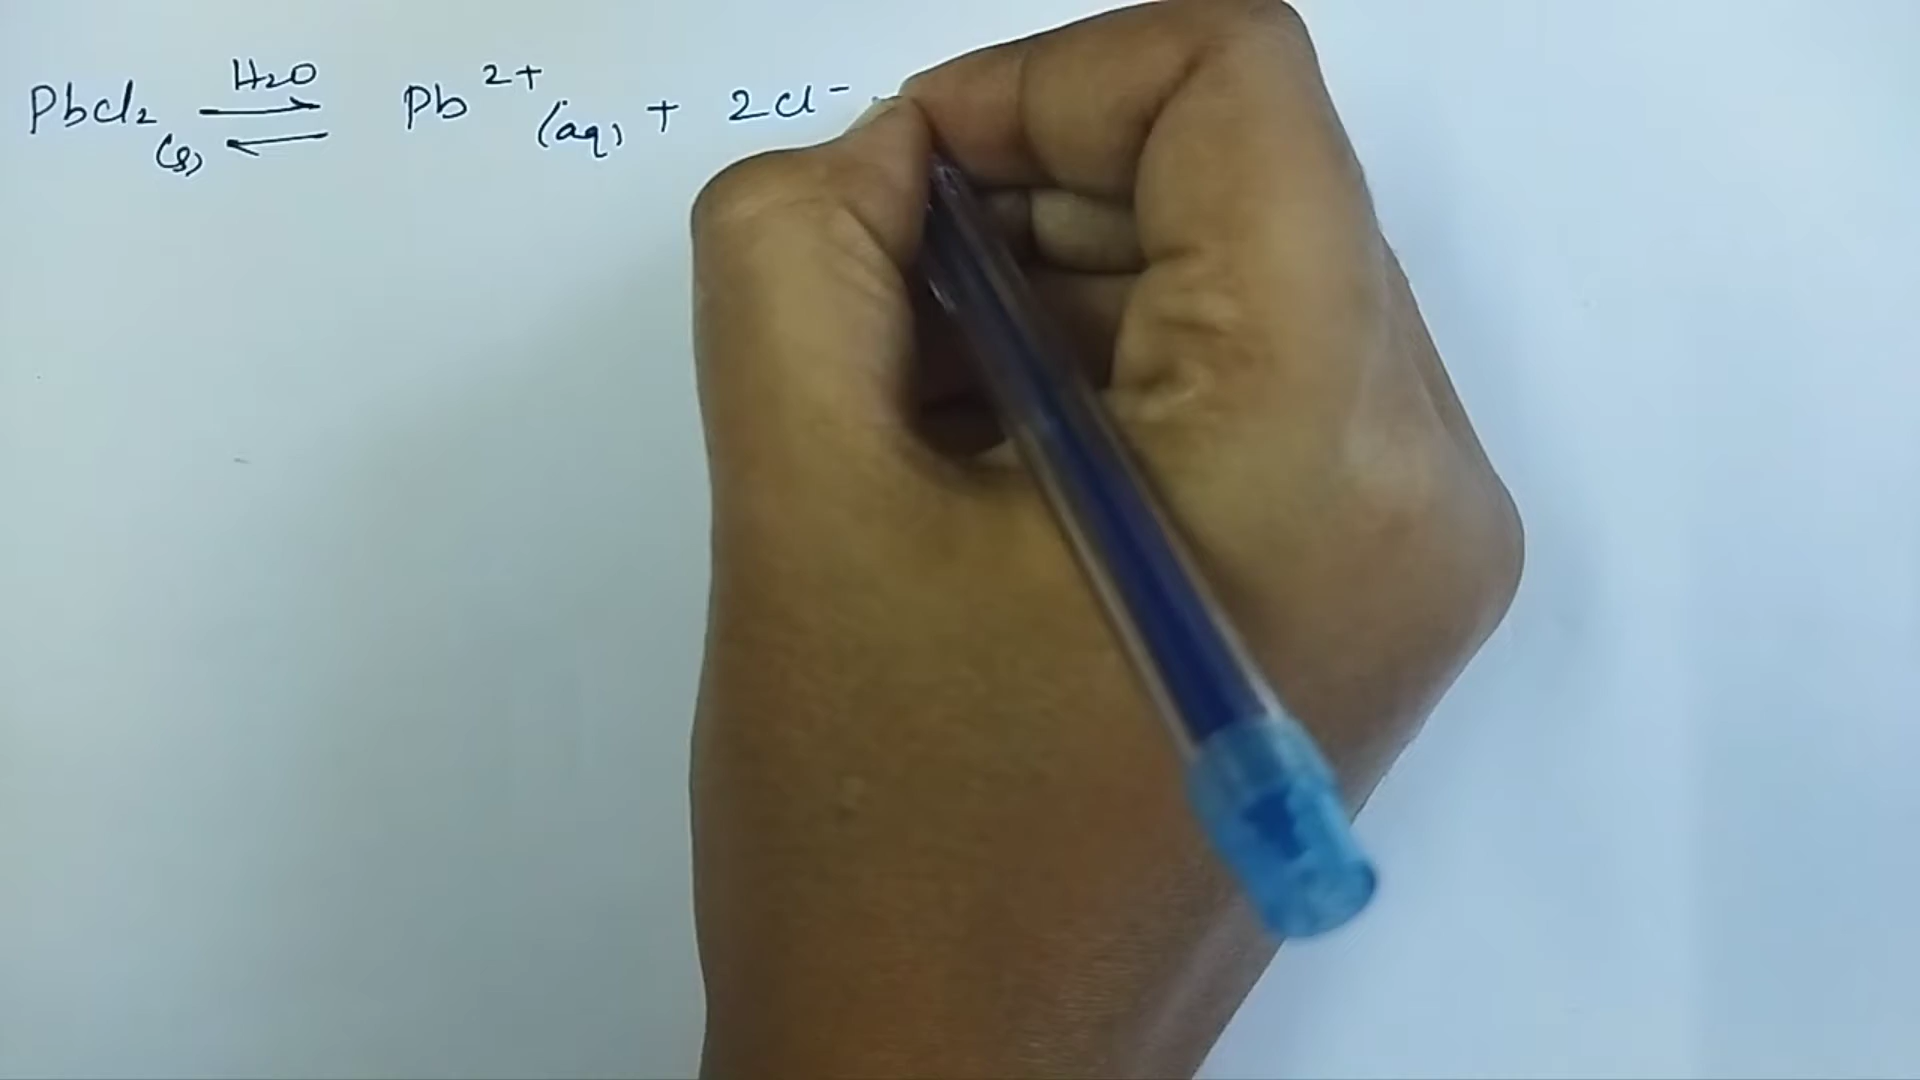 PbCl₂(s) ⇌ H₂O Pb²⁺(aq) + 2Cl⁻